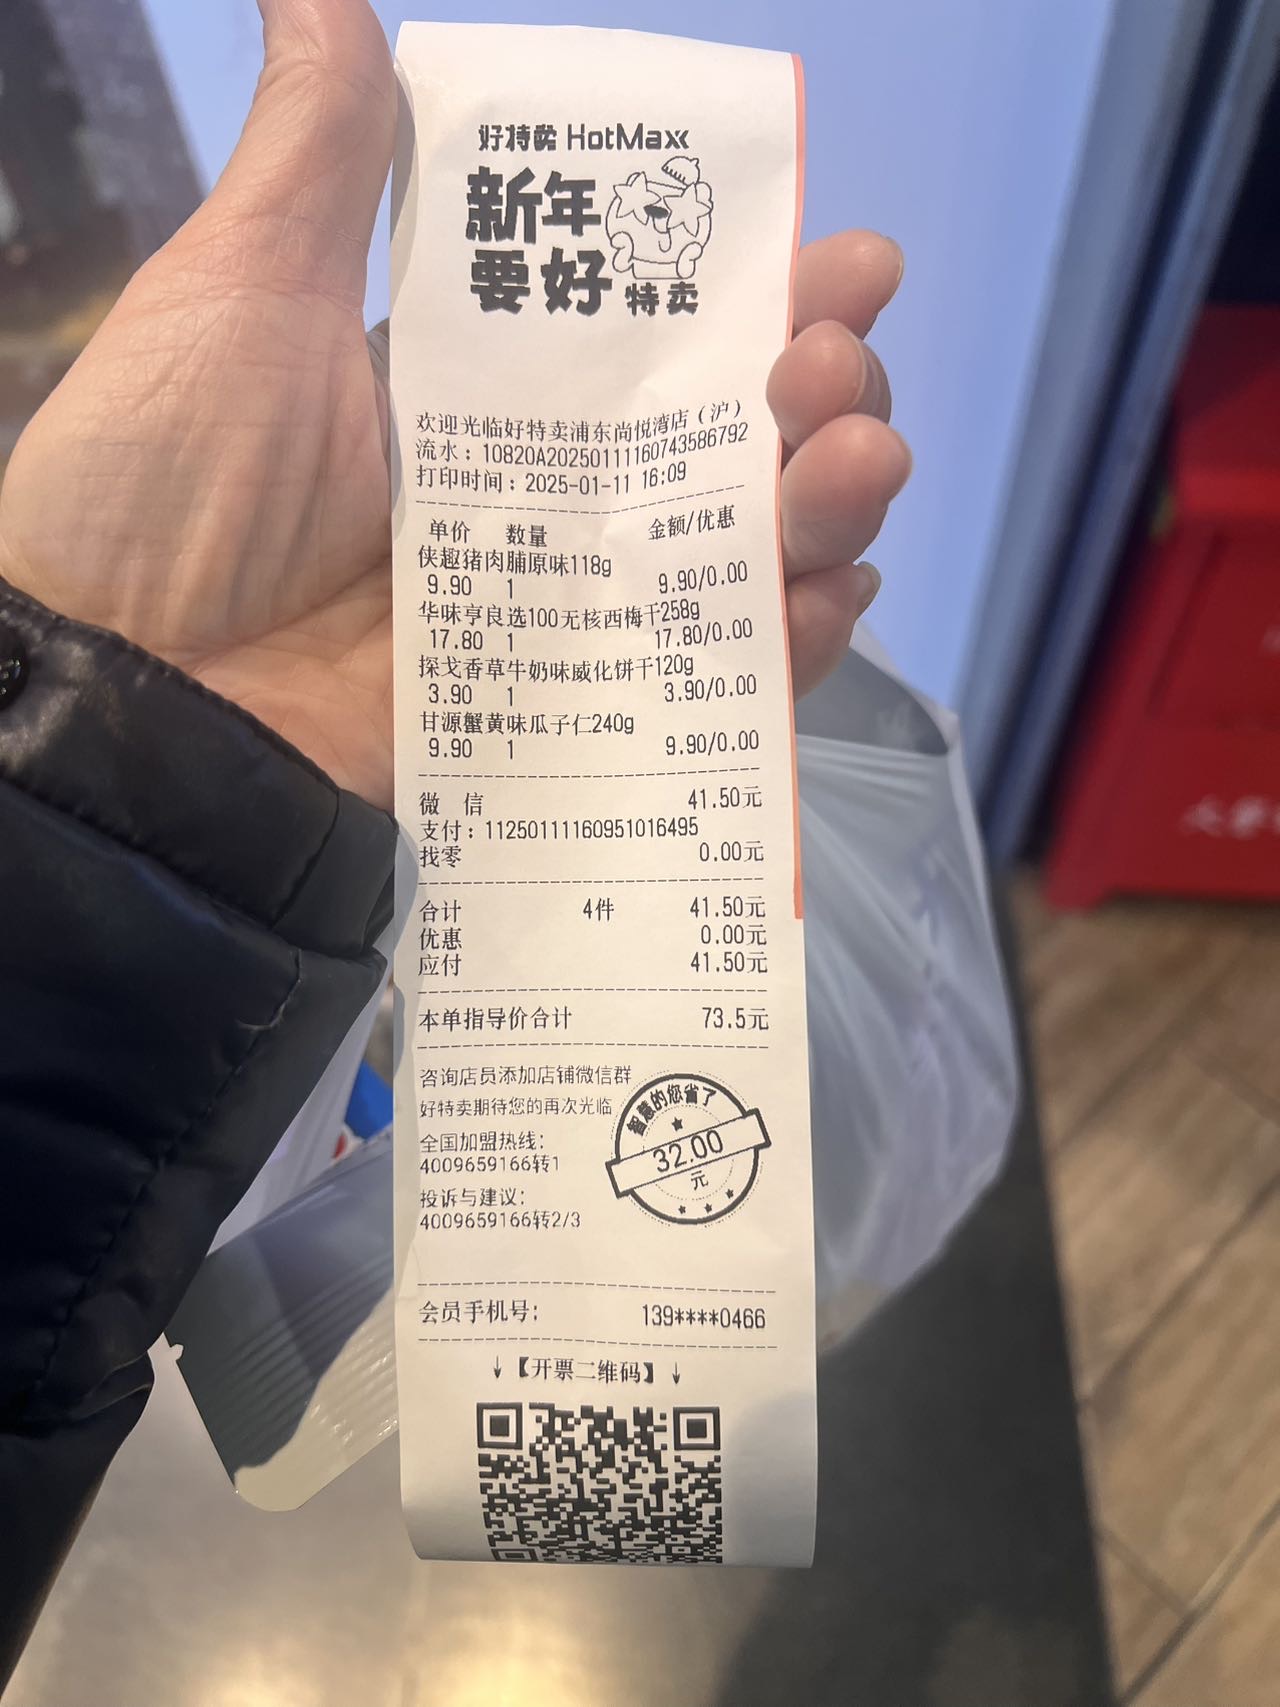 好特卖 HotMaxx
新年
要好特卖
欢迎光临好特卖浦东尚悦湾店（沪）
流水：10820A20250111160743586792
打印时间：2025-01-11 16:09
单价 数量 金额/优惠
侠趣猪肉脯原味118g
9.90 1 9.90/0.00
华味亨良选100无核西梅干258g
17.80 1 17.80/0.00
探戈香草牛奶味威化饼干120g
3.90 1 3.90/0.00
甘源蟹黄味瓜子仁240g
9.90 1 9.90/0.00
微 信 41.50元
支付：11250111160951016495
找零 0.00元
合计 4件 41.50元
优惠 0.00元
应付 41.50元
本单指导价合计 73.5元
咨询店员添加店铺微信群
好特卖期待您的再次光临
全国加盟热线：
4009659166转1
投诉与建议：
4009659166转2/3
智慧的您省了
32.00
元
会员手机号： 139****0466
↓【开票二维码】↓